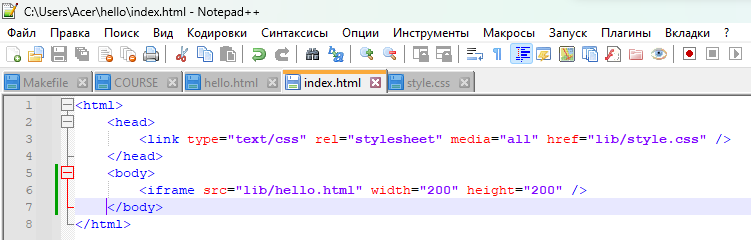 C:\Users\Acer\hello\index.html - Notepad++
Файл Правка Поиск Вид Кодировки Синтаксисы Опции Инструменты Макросы Запуск Плагины Вкладки ?
Makefile COURSE hello.html index.html style.css
1 <html>
2 <head>
3 <link type="text/css" rel="stylesheet" media="all" href="lib/style.css" />
4 </head>
5 <body>
6 <iframe src="lib/hello.html" width="200" height="200" />
7 </body>
8 </html>